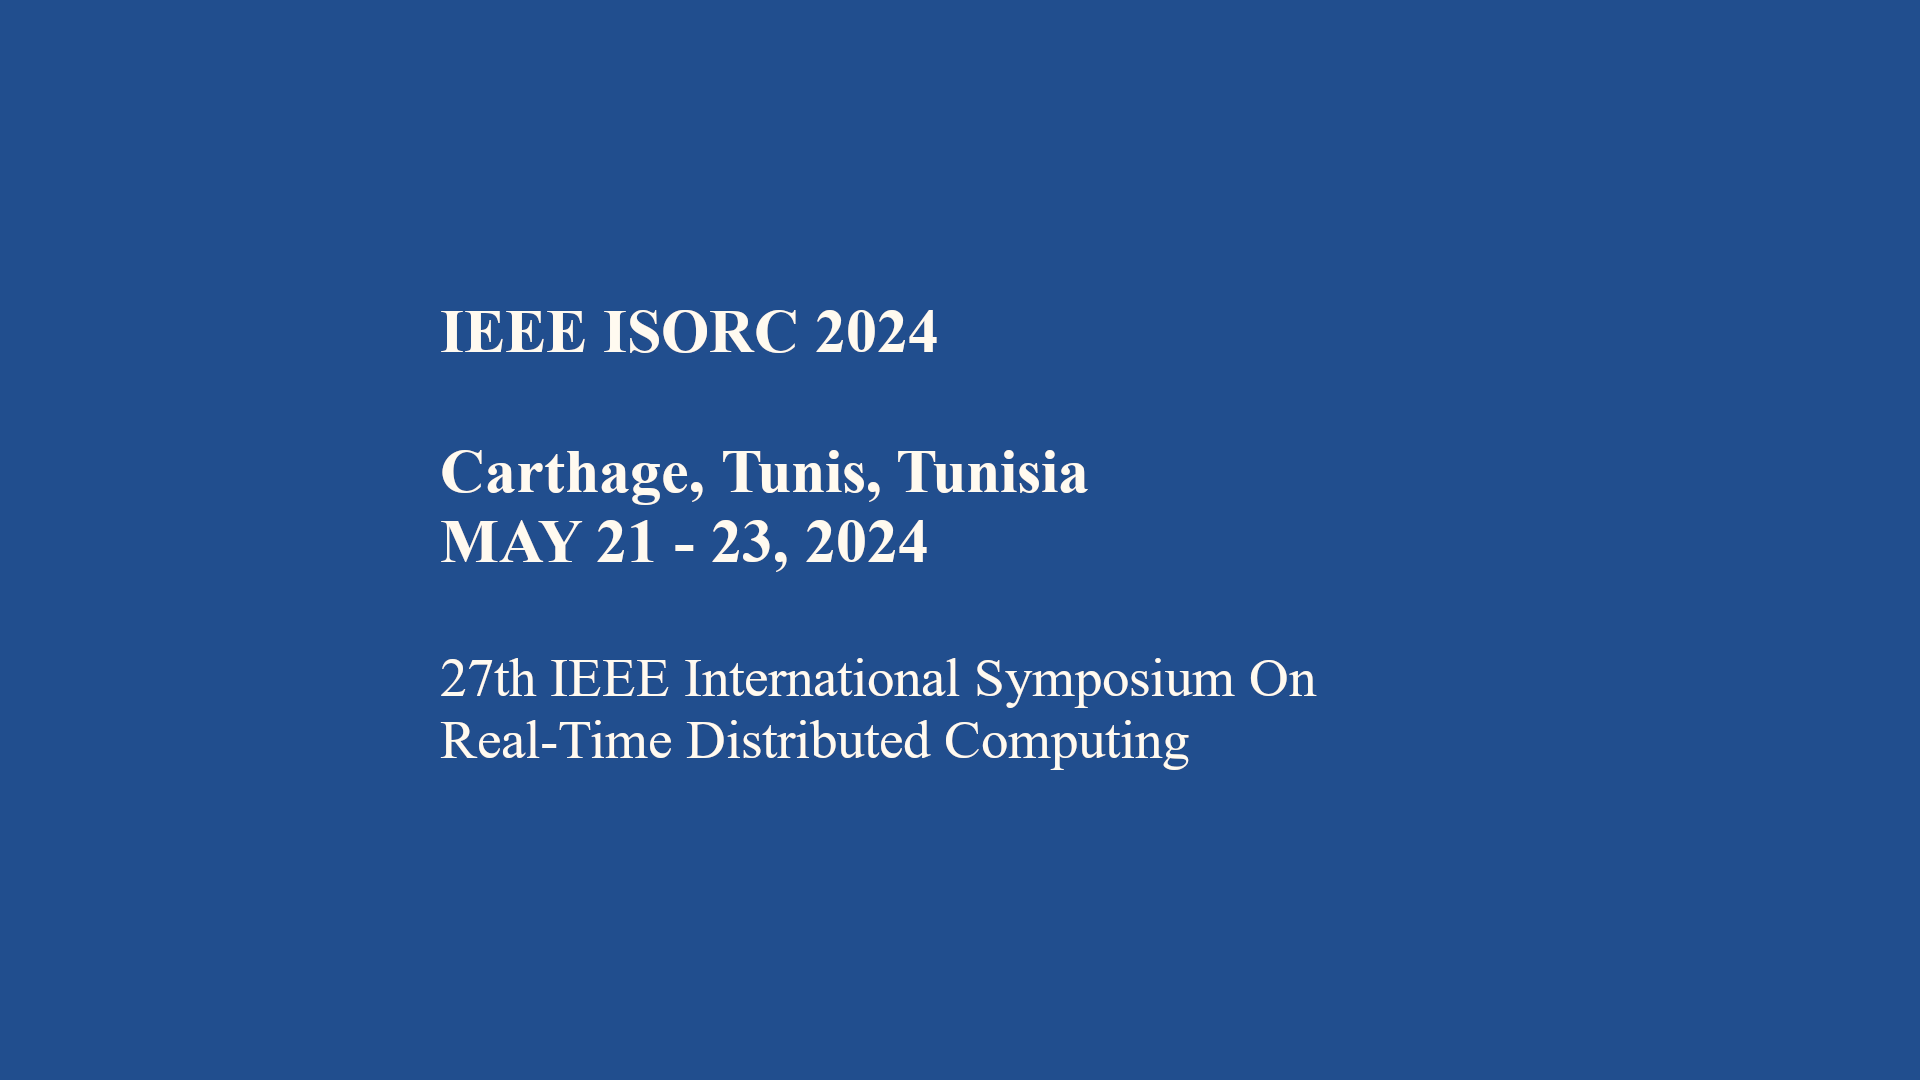 IEEE ISORC 2024
Carthage, Tunis, Tunisia
MAY 21 - 23, 2024
27th IEEE International Symposium On
Real-Time Distributed Computing